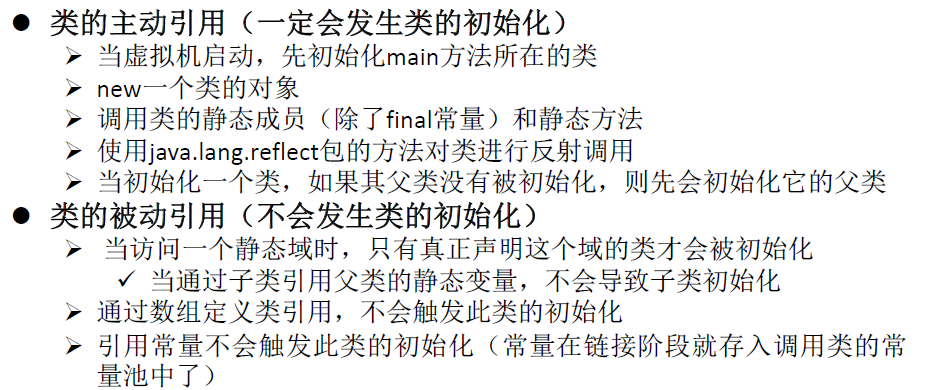 ● 类的主动引用（一定会发生类的初始化）
➢ 当虚拟机启动，先初始化main方法所在的类
➢ new一个类的对象
➢ 调用类的静态成员（除了final常量）和静态方法
➢ 使用java.lang.reflect包的方法对类进行反射调用
➢ 当初始化一个类，如果其父类没有被初始化，则先会初始化它的父类
● 类的被动引用（不会发生类的初始化）
➢ 当访问一个静态域时，只有真正声明这个域的类才会被初始化
✓ 当通过子类引用父类的静态变量，不会导致子类初始化
➢ 通过数组定义类引用，不会触发此类的初始化
➢ 引用常量不会触发此类的初始化（常量在链接阶段就存入调用类的常
量池中了）